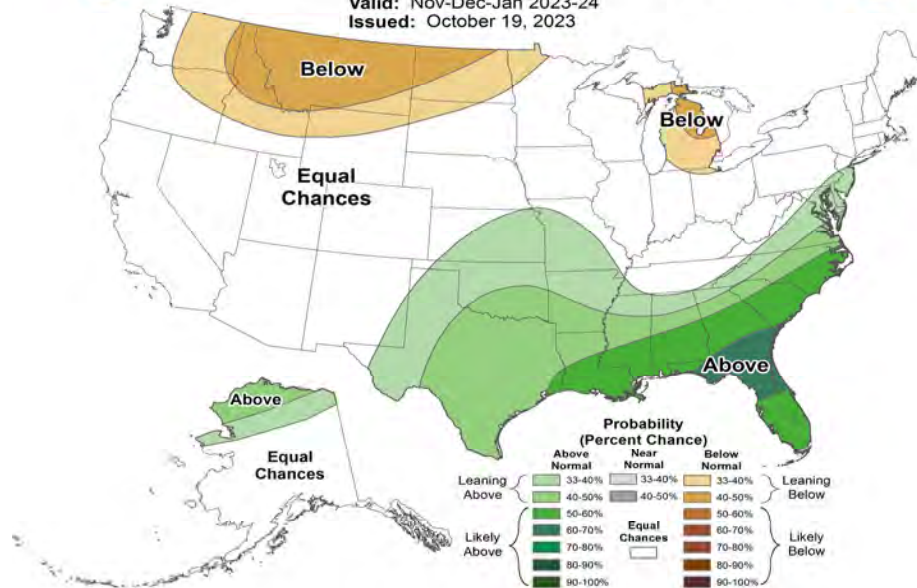 Valid: Nov-Dec-Jan 2023-24
Issued: October 19, 2023
Below
Below
Equal
Chances
Above
Above
Equal
Chances
Probability
(Percent Chance)
Above
Normal
Near
Normal
Below
Normal
Leaning
Above
33-40%
33-40%
33-40%
Leaning
Below
40-50%
40-50%
40-50%
Likely
Above
50-60%
50-60%
Likely
Below
60-70%
Equal
Chances
60-70%
70-80%
70-80%
80-90%
80-90%
90-100%
90-100%